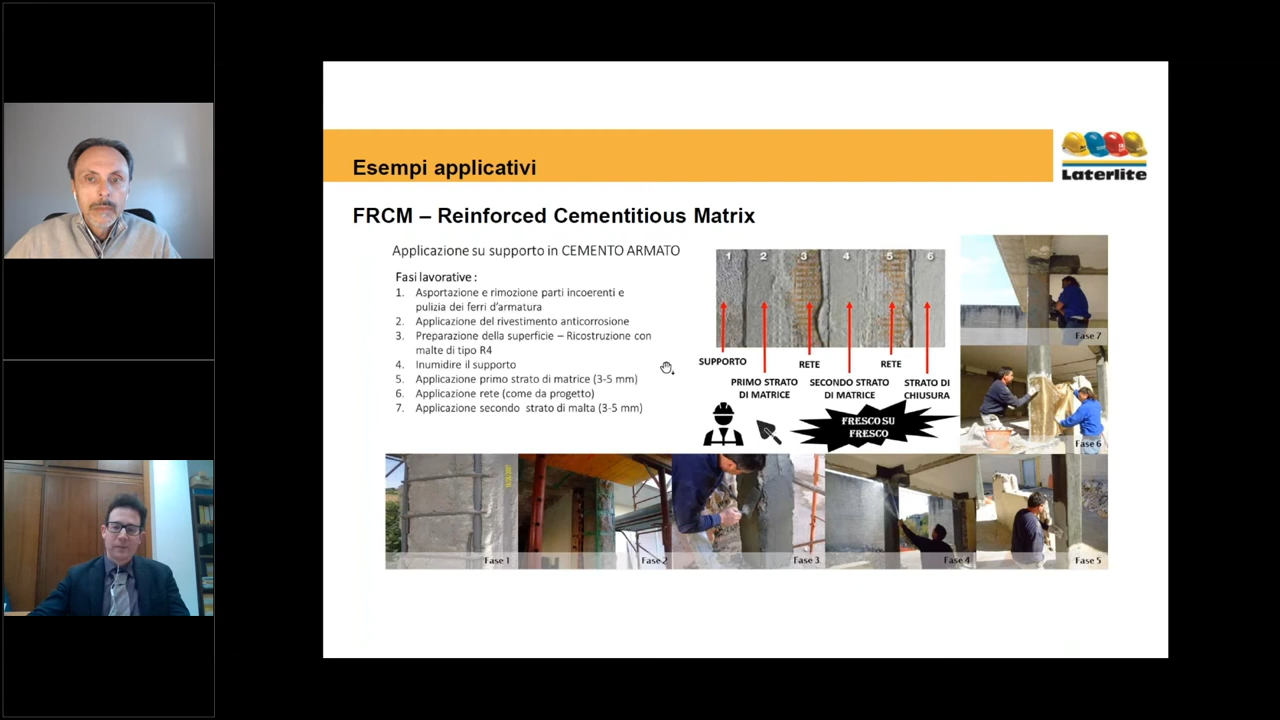 Esempi applicativi
Laterlite
FRCM – Reinforced Cementitious Matrix
Applicazione su supporto in CEMENTO ARMATO
Fasi lavorative :
1. Asportazione e rimozione parti incoerenti e
pulizia dei ferri d'armatura
2. Applicazione del rivestimento anticorrosione
3. Preparazione della superficie – Ricostruzione con
malte di tipo R4
4. Inumidire il supporto
5. Applicazione primo strato di matrice (3-5 mm)
6. Applicazione rete (come da progetto)
7. Applicazione secondo strato di malta (3-5 mm)
1 2 3 4 5 6
SUPPORTO
PRIMO STRATO
DI MATRICE
RETE
SECONDO STRATO
DI MATRICE
RETE
STRATO DI
CHIUSURA
FRESCO SU
FRESCO
Fase 7
Fase 6
Fase 1
Fase 2
Fase 3
Fase 4
Fase 5